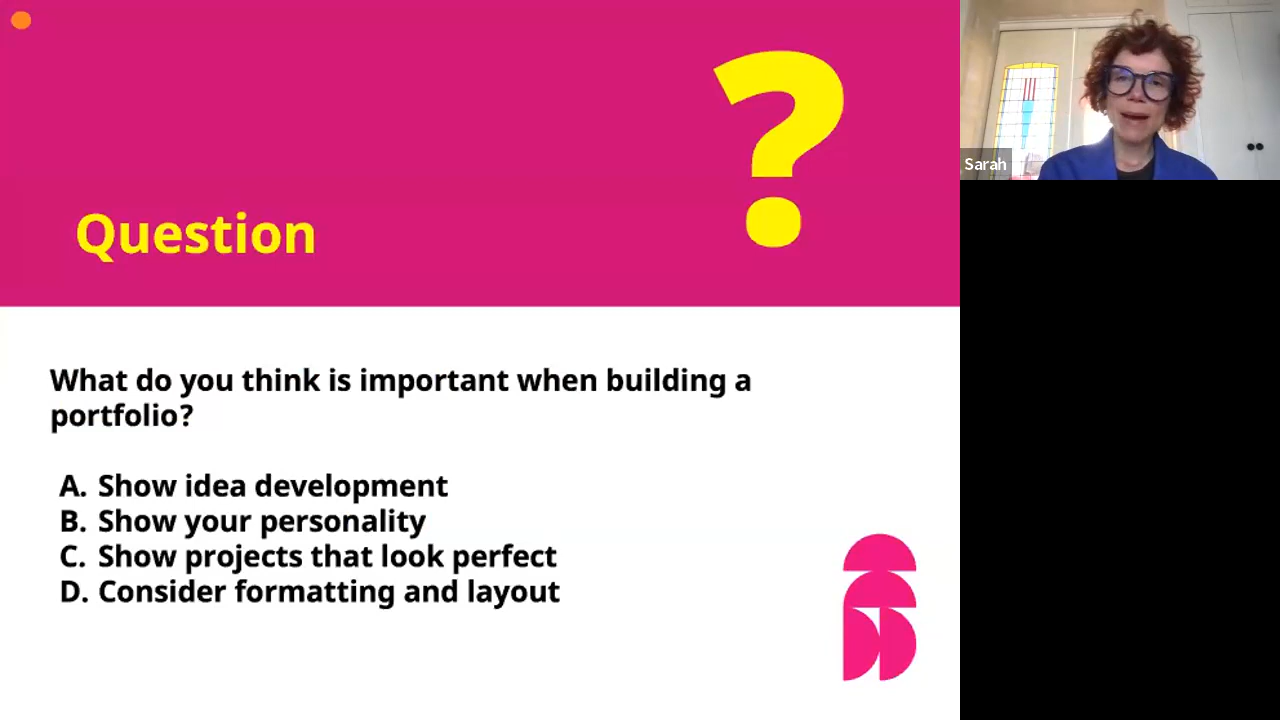 ?
Question
What do you think is important when building a
portfolio?
A. Show idea development
B. Show your personality
C. Show projects that look perfect
D. Consider formatting and layout
Sarah